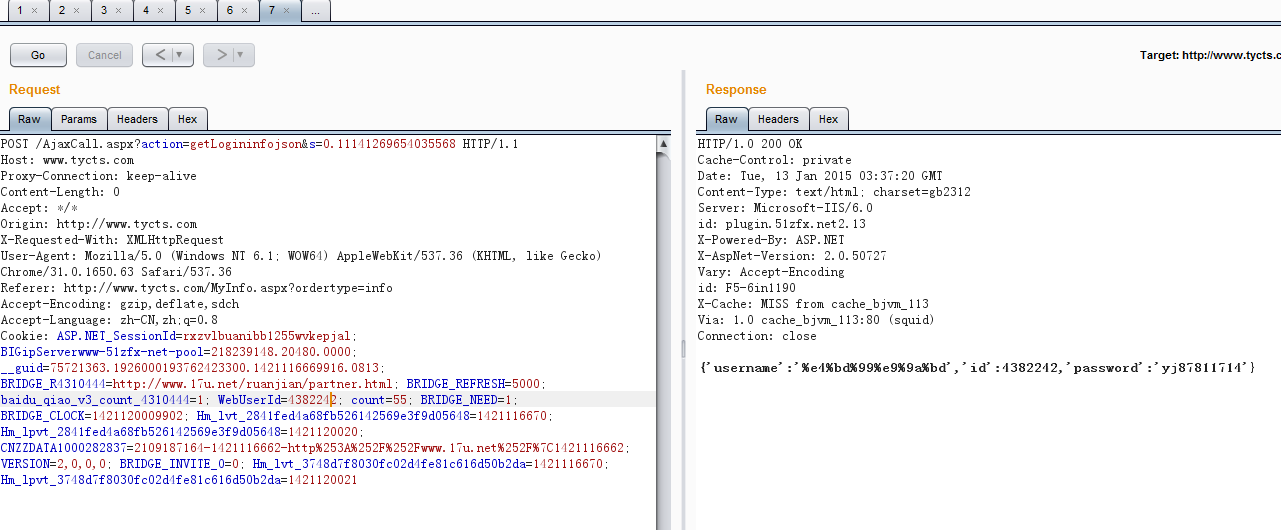 1 × 2 × 3 × 4 × 5 × 6 × 7 × ...
Go Cancel < ▼ > ▼
Target: http://www.tycts.c
Request
Raw Params Headers Hex
POST /AjaxCall.aspx?action=getLogininfojson&s=0.11141269654035568 HTTP/1.1
Host: www.tycts.com
Proxy-Connection: keep-alive
Content-Length: 0
Accept: */*
Origin: http://www.tycts.com
X-Requested-With: XMLHttpRequest
User-Agent: Mozilla/5.0 (Windows NT 6.1; WOW64) AppleWebKit/537.36 (KHTML, like Gecko)
Chrome/31.0.1650.63 Safari/537.36
Referer: http://www.tycts.com/MyInfo.aspx?ordertype=info
Accept-Encoding: gzip,deflate,sdch
Accept-Language: zh-CN,zh;q=0.8
Cookie: ASP.NET_SessionId=rxzvlbuanibb1255wvkepjal;
BIGipServerwww-51zfx-net-pool=218239148.20480.0000;
__guid=75721363.1926000193762423300.1421116669916.0813;
BRIDGE_R4310444=http://www.17u.net/ruanjian/partner.html; BRIDGE_REFRESH=5000;
baidu_qiao_v3_count_4310444=1; WebUserId=4382242; count=55; BRIDGE_NEED=1;
BRIDGE_CLOCK=1421120009902; Hm_lvt_2841fed4a68fb526142569e3f9d05648=1421116670;
Hm_lpvt_2841fed4a68fb526142569e3f9d05648=1421120020;
CNZZDATA1000282837=2109187164-1421116662-http%253A%252F%252Fwww.17u.net%252F%7C1421116662;
VERSION=2,0,0,0; BRIDGE_INVITE_0=0; Hm_lvt_3748d7f8030fc02d4fe81c616d50b2da=1421116670;
Hm_lpvt_3748d7f8030fc02d4fe81c616d50b2da=1421120021
Response
Raw Headers Hex
HTTP/1.0 200 OK
Cache-Control: private
Date: Tue, 13 Jan 2015 03:37:20 GMT
Content-Type: text/html; charset=gb2312
Server: Microsoft-IIS/6.0
id: plugin.51zfx.net2.13
X-Powered-By: ASP.NET
X-AspNet-Version: 2.0.50727
Vary: Accept-Encoding
id: F5-6in1190
X-Cache: MISS from cache_bjvm_113
Via: 1.0 cache_bjvm_113:80 (squid)
Connection: close
{'username':'%e4%bd%99%e9%9a%bd','id':4382242,'password':'yj87811714'}